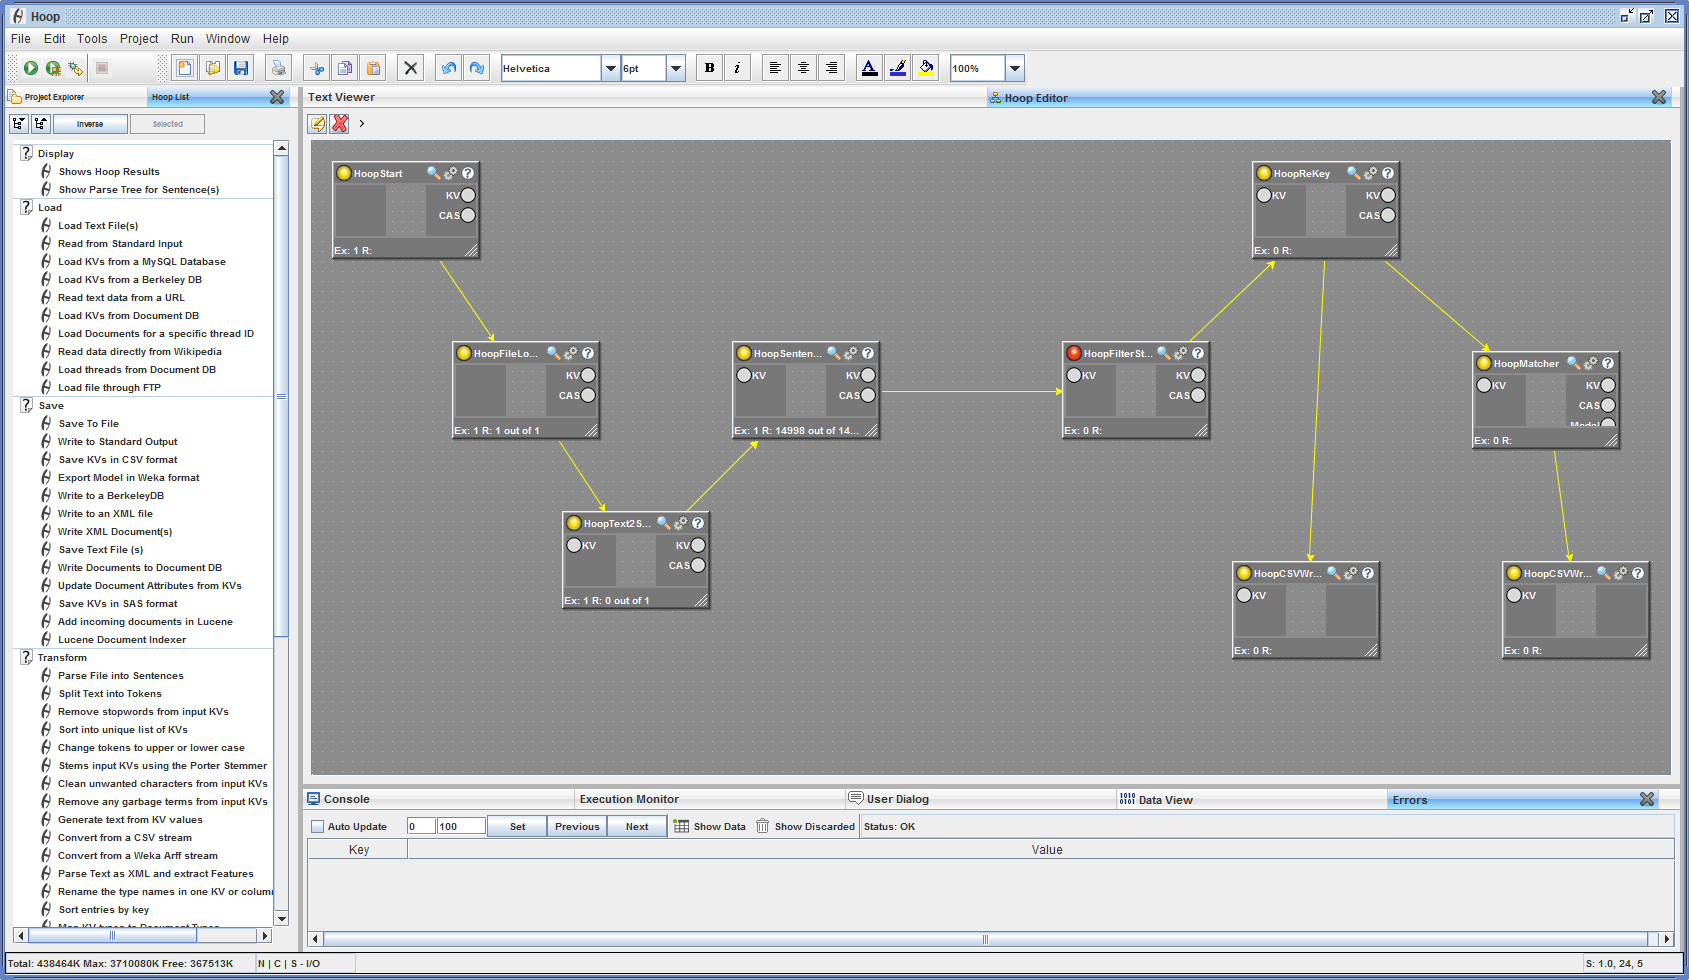 Hoop
File Edit Tools Project Run Window Help
Helvetica 6pt B i A 100%
Project Explorer Hoop List
Text Viewer Hoop Editor
Inverse Selected
Display
Shows Hoop Results
Show Parse Tree for Sentence(s)
Load
Load Text File(s)
Read from Standard Input
Load KVs from a MySQL Database
Load KVs from a Berkeley DB
Read text data from a URL
Load KVs from Document DB
Load Documents for a specific thread ID
Read data directly from Wikipedia
Load threads from Document DB
Load file through FTP
Save
Save To File
Write to Standard Output
Save KVs in CSV format
Export Model in Weka format
Write to a BerkeleyDB
Write to an XML file
Write XML Document(s)
Save Text File (s)
Write Documents to Document DB
Update Document Attributes from KVs
Save KVs in SAS format
Add incoming documents in Lucene
Lucene Document Indexer
Transform
Parse File into Sentences
Split Text into Tokens
Remove stopwords from input KVs
Sort into unique list of KVs
Change tokens to upper or lower case
Stems input KVs using the Porter Stemmer
Clean unwanted characters from input KVs
Remove any garbage terms from input KVs
Generate text from KV values
Convert from a CSV stream
Convert from a Weka Arff stream
Parse Text as XML and extract Features
Rename the type names in one KV or colum
Sort entries by key
Map KV types to Document Types
HoopStart
KV
CAS
Ex: 1 R:
HoopReKey
KV KV
CAS
Ex: 0 R:
HoopFileLo...
KV
CAS
Ex: 1 R: 1 out of 1
HoopSenten...
KV KV
CAS
Ex: 1 R: 14998 out of 14...
HoopFilterSt...
KV KV
CAS
Ex: 0 R:
HoopMatcher
KV KV
CAS
Model
Ex: 0 R:
HoopText2S...
KV KV
CAS
Ex: 1 R: 0 out of 1
HoopCSVWr...
KV
Ex: 0 R:
HoopCSVWr...
KV
Ex: 0 R:
Console Execution Monitor User Dialog Data View Errors
Auto Update 0 100 Set Previous Next Show Data Show Discarded Status: OK
Key Value
Total: 438464K Max: 3710080K Free: 367513K N | C | S - I/O S: 1.0, 24, 5